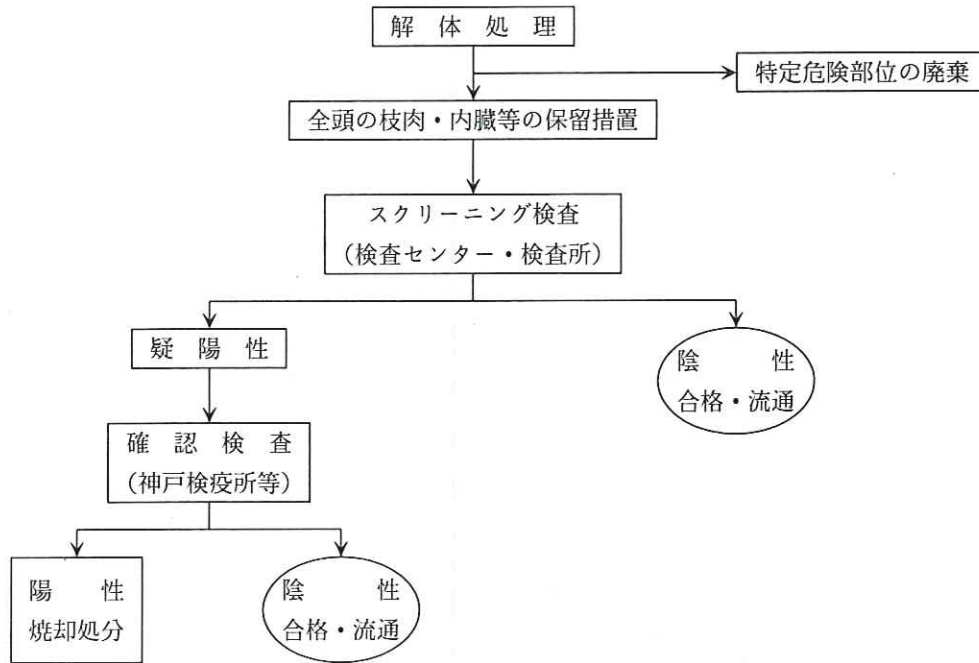 解体処理
特定危険部位の廃棄
全頭の枝肉・内臓等の保留措置
スクリーニング検査
（検査センター・検査所）
疑陽性
陰性
合格・流通
確認検査
（神戸検疫所等）
陽性
焼却処分
陰性
合格・流通